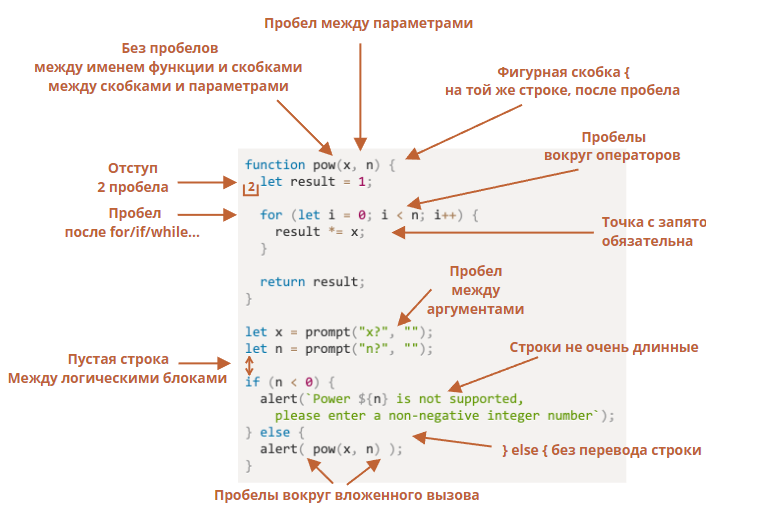 Пробел между параметрами
Без пробелов
между именем функции и скобками
между скобками и параметрами
Фигурная скобка {
на той же строке, после пробела
Пробелы
вокруг операторов
Отступ
2 пробела
Пробел
после for/if/while...
Точка с запято
обязательна
function pow(x, n) {
2
let result = 1;
for (let i = 0; i < n; i++) {
result *= x;
}
return result;
}
Пробел
между
аргументами
let x = prompt("x?", "");
let n = prompt("n?", "");
Пустая строка
Между логическими блоками
Строки не очень длинные
if (n < 0) {
alert(`Power ${n} is not supported,
please enter a non-negative integer number`);
} else {
alert( pow(x, n) );
}
} else { без перевода строки
Пробелы вокруг вложенного вызова